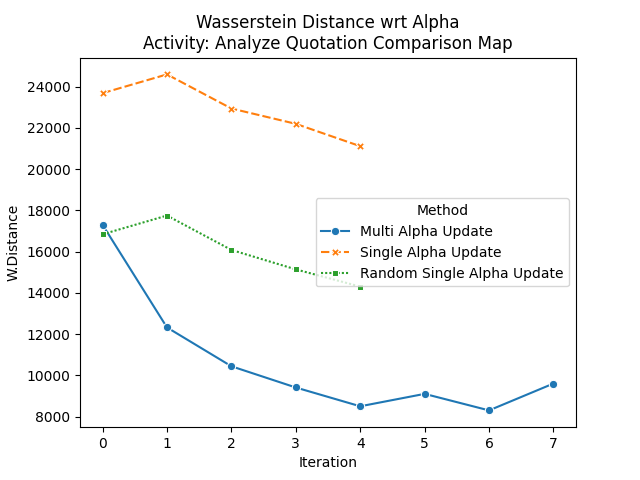 Wasserstein Distance wrt Alpha
Activity: Analyze Quotation Comparison Map
24000
22000
20000
18000
16000
14000
12000
10000
8000
W.Distance
Method
Multi Alpha Update
Single Alpha Update
Random Single Alpha Update
0 1 2 3 4 5 6 7
Iteration